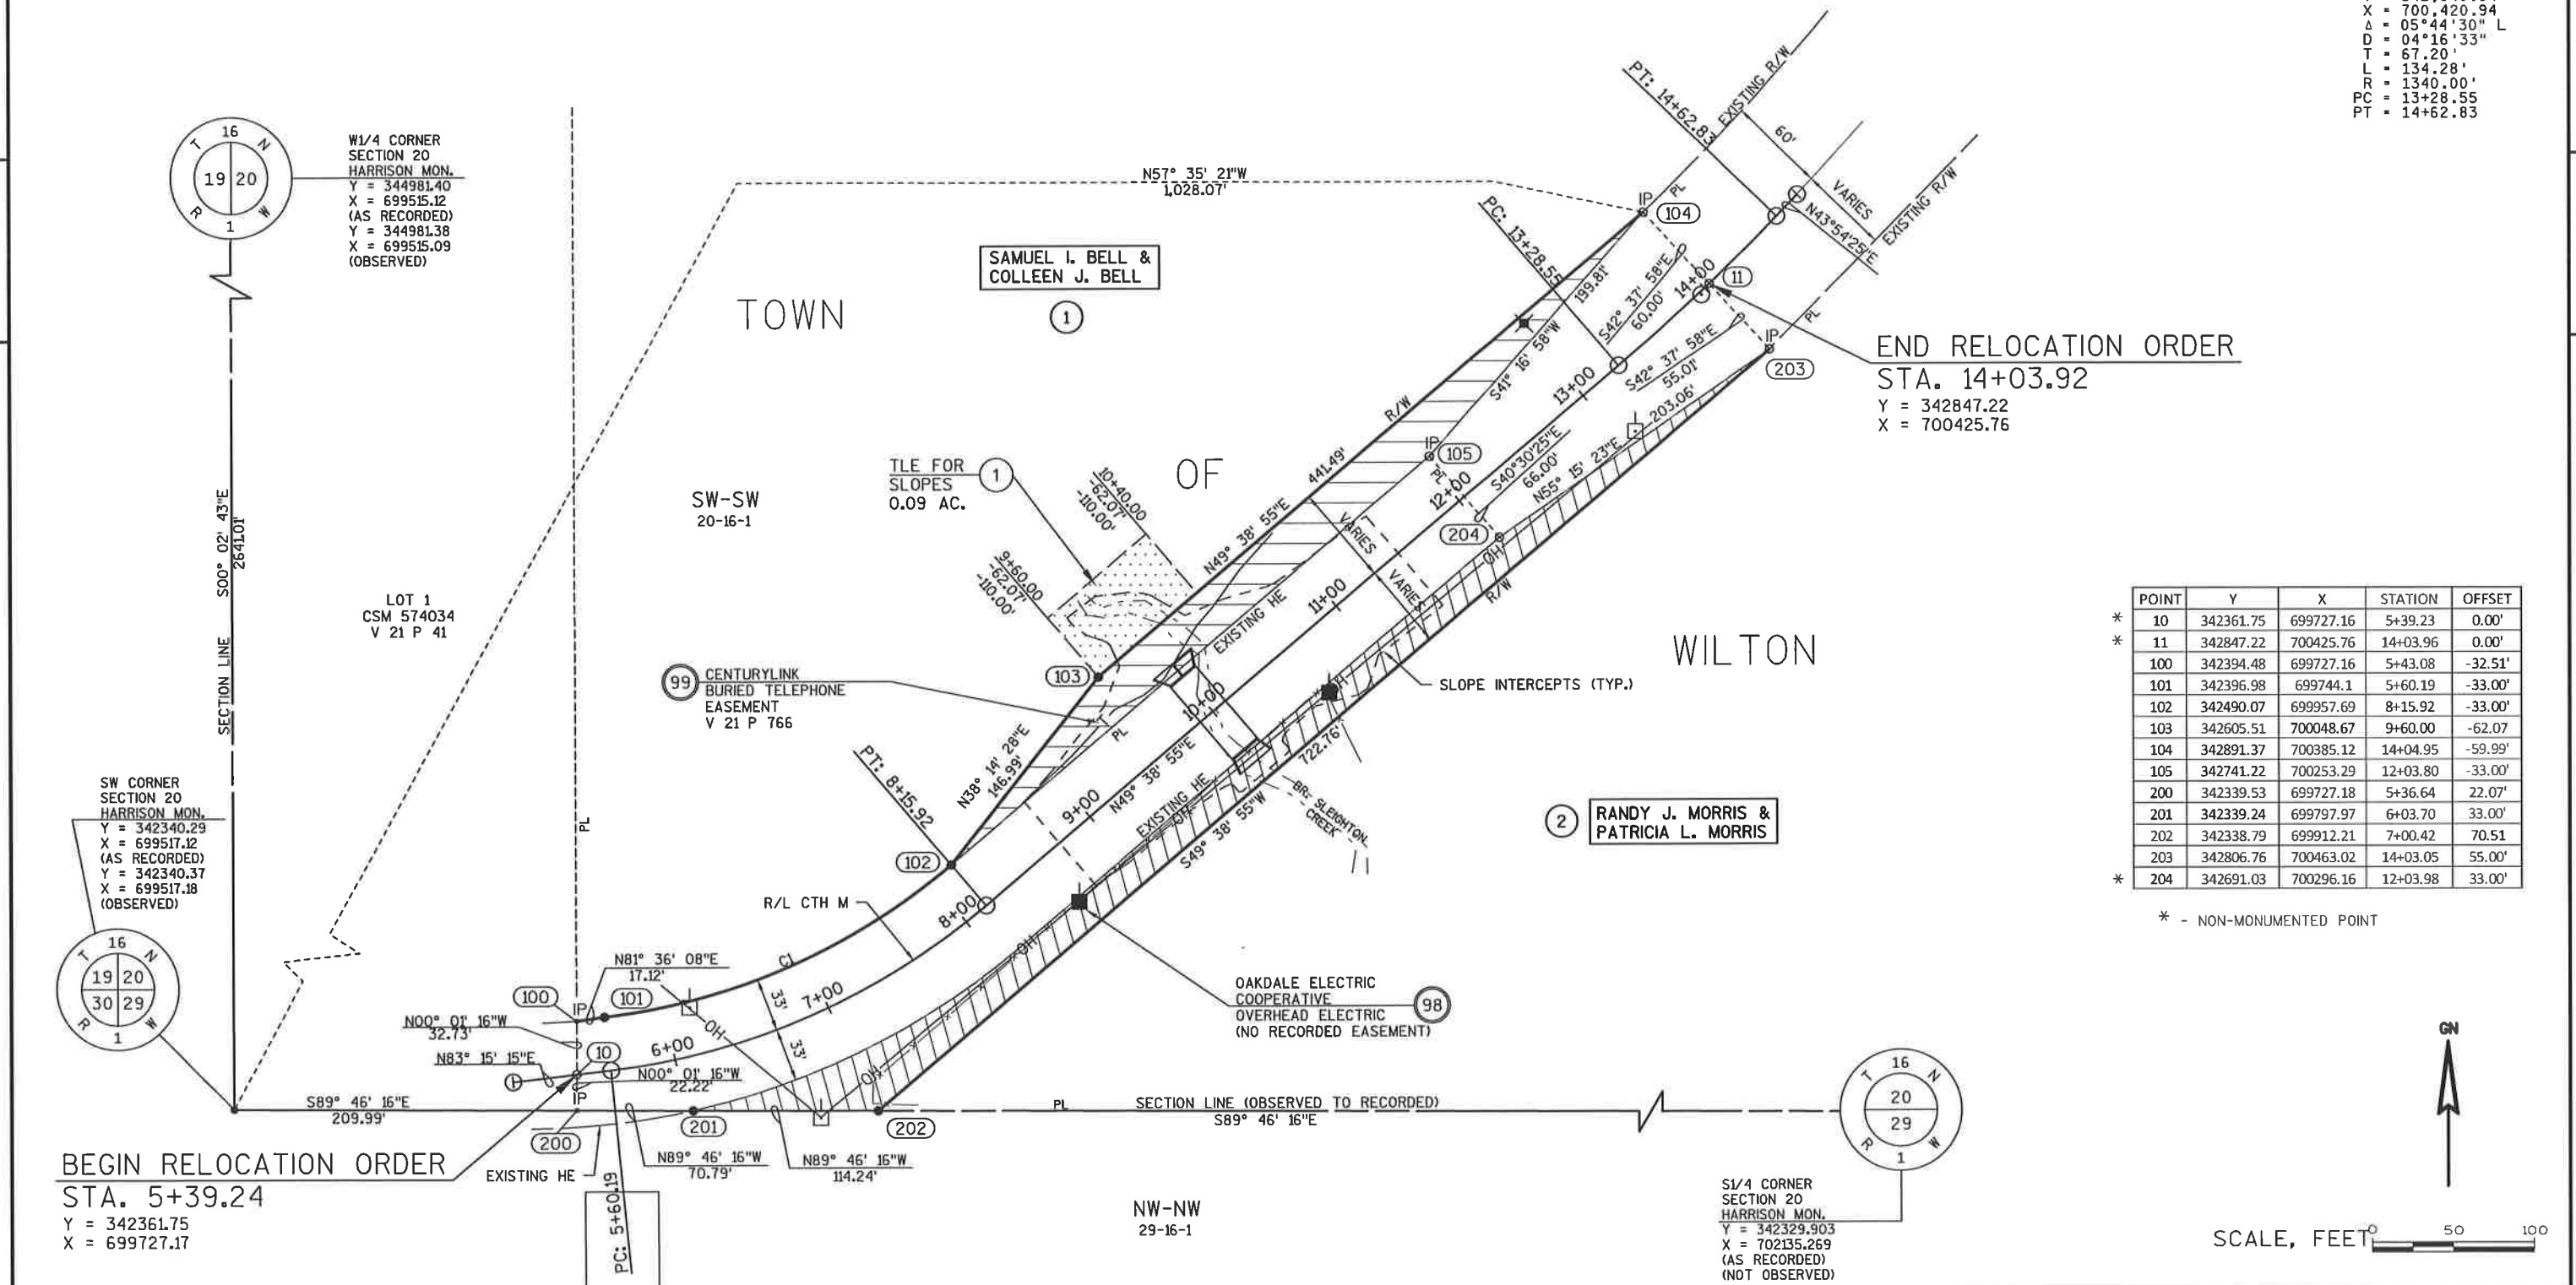 X = 700,420.94
Δ = 05°44'30" L
D = 04°16'33"
T = 67.20'
L = 134.28'
R = 1340.00'
PC = 13+28.55
PT = 14+62.83
16
T N
19 20
R W
1
W1/4 CORNER
SECTION 20
HARRISON MON.
Y = 344981.40
X = 699515.12
(AS RECORDED)
Y = 344981.38
X = 699515.09
(OBSERVED)
N57° 35' 21"W
1,028.07'
SAMUEL I. BELL &
COLLEEN J. BELL
1
TOWN
OF
WILTON
PT: 14+62.83
EXISTING R/W
60'
VARIES
EXISTING R/W
N43°54'25"E
IP
PL
104
PC: 13+28.55
199.81'
S41° 16' 58"W
S42° 37' 58"E
60.00'
14+00
11
S42° 37' 58"E
55.01'
IP
PL
203
13+00
203.06'
N55° 15' 23"E
END RELOCATION ORDER
STA. 14+03.92
Y = 342847.22
X = 700425.76
R/W
IP
105
PL
S40°30'25"E
66.00'
12+00
204
OH
R/W
441.49'
N49° 38' 55"E
VARIES
VARIES
11+00
EXISTING HE
TLE FOR
SLOPES
0.09 AC.
1
10+40.00
-62.07'
-110.00'
9+60.00
-62.07'
-110.00'
SW-SW
20-16-1
LOT 1
CSM 574034
V 21 P 41
SECTION LINE
S00° 02' 43"E
2641.01'
PL
103
99
CENTURYLINK
BURIED TELEPHONE
EASEMENT
V 21 P 766
10+00
PL
N38° 14' 28"E
146.99'
N49° 38' 55"E
9+00
EXISTING HE
OH
OH
722.76'
S49° 38' 55"W
BR. SLEIGHTON
CREEK
SLOPE INTERCEPTS (TYP.)
2
RANDY J. MORRIS &
PATRICIA L. MORRIS
PT: 8+15.92
102
R/L CTH M
8+00
POINT Y X STATION OFFSET
* 10 342361.75 699727.16 5+39.23 0.00'
* 11 342847.22 700425.76 14+03.96 0.00'
100 342394.48 699727.16 5+43.08 -32.51'
101 342396.98 699744.1 5+60.19 -33.00'
102 342490.07 699957.69 8+15.92 -33.00'
103 342605.51 700048.67 9+60.00 -62.07
104 342891.37 700385.12 14+04.95 -59.99'
105 342741.22 700253.29 12+03.80 -33.00'
200 342339.53 699727.18 5+36.64 22.07'
201 342339.24 699797.97 6+03.70 33.00'
202 342338.79 699912.21 7+00.42 70.51
203 342806.76 700463.02 14+03.05 55.00'
* 204 342691.03 700296.16 12+03.98 33.00'
* - NON-MONUMENTED POINT
SW CORNER
SECTION 20
HARRISON MON.
Y = 342340.29
X = 699517.12
(AS RECORDED)
Y = 342340.37
X = 699517.18
(OBSERVED)
16
T N
19 20
30 29
R W
1
N81° 36' 08"E
17.12'
C1
100
IP
101
33'
7+00
33'
OH
OH
OH
N00° 01' 16"W
32.73'
10
6+00
N83° 15' 15"E
N00° 01' 16"W
22.22'
IP
S89° 46' 16"E
209.99'
200
201
202
EXISTING HE
PC: 5+60.19
N89° 46' 16"W
70.79'
N89° 46' 16"W
114.24'
BEGIN RELOCATION ORDER
STA. 5+39.24
Y = 342361.75
X = 699727.17
OAKDALE ELECTRIC
COOPERATIVE
OVERHEAD ELECTRIC
(NO RECORDED EASEMENT)
98
PL
SECTION LINE (OBSERVED TO RECORDED)
S89° 46' 16"E
NW-NW
29-16-1
16
T N
20
29
R W
1
S1/4 CORNER
SECTION 20
HARRISON MON.
Y = 342329.903
X = 702135.269
(AS RECORDED)
(NOT OBSERVED)
GN
SCALE, FEET
0 50 100